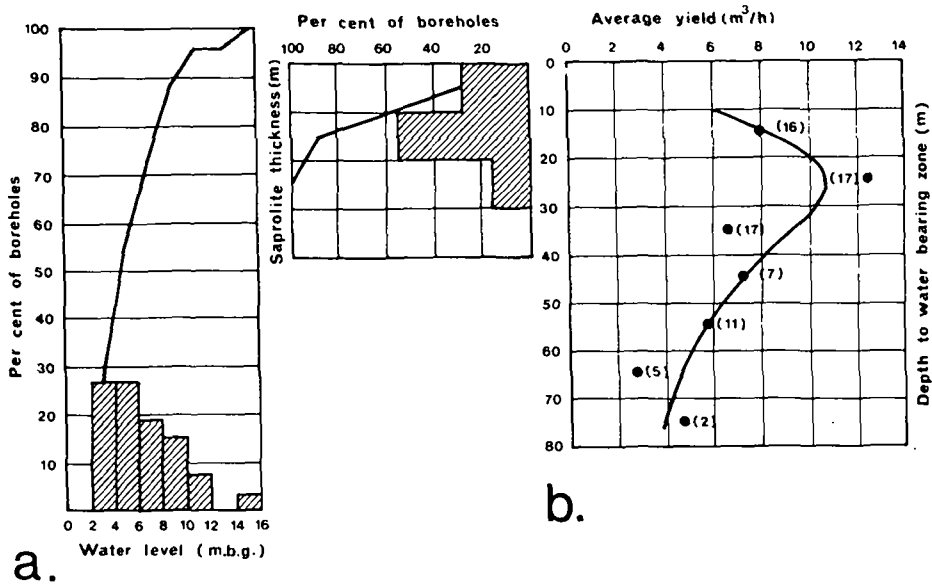 Per cent of boreholes
100
90
80
70
60
50
40
30
20
10
0 2 4 6 8 10 12 14 16
Water level (m.b.g.)
a.
Per cent of boreholes
100 80 60 40 20
Saprolite thickness (m)
Average yield (m³/h)
0 2 4 6 8 10 12 14
0
10
20
30
40
50
60
70
80
Depth to water bearing zone (m)
(16)
(17)
(17)
(7)
(11)
(5)
(2)
b.